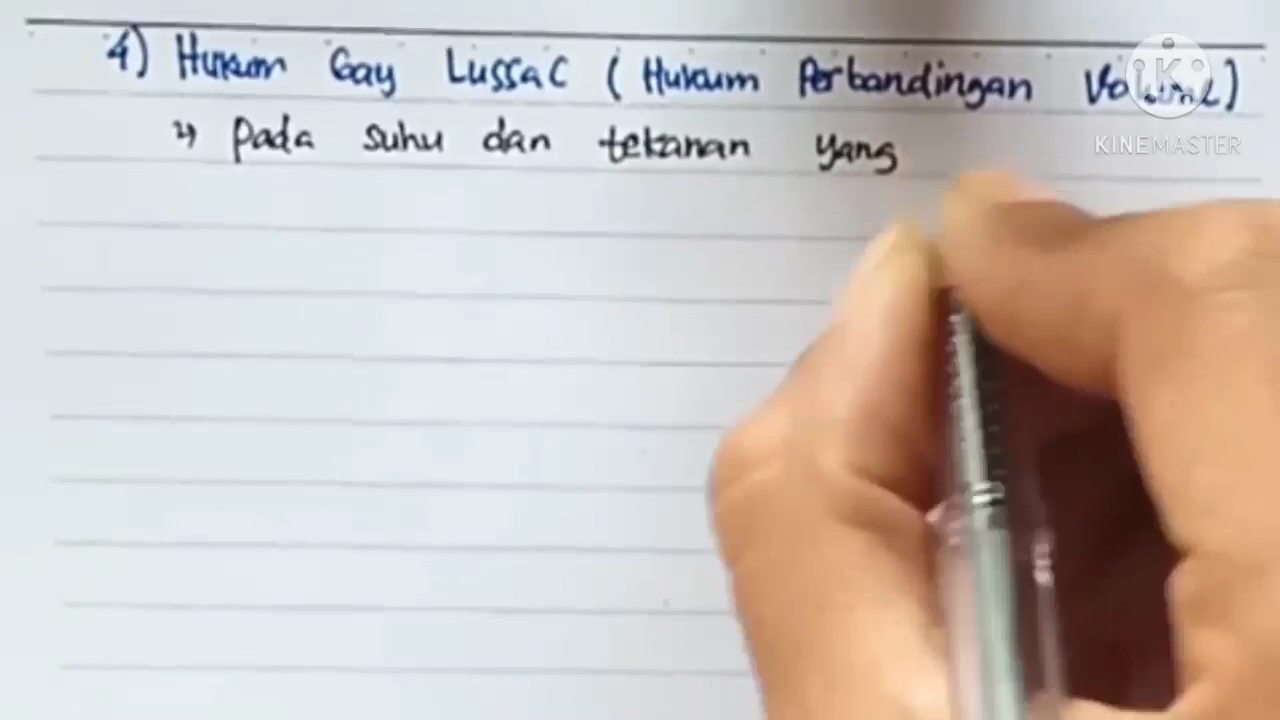 4) Hukum Gay Lussac (Hukum Perbandingan Volume)
→ Pada suhu dan tekanan yang
KINEMASTER